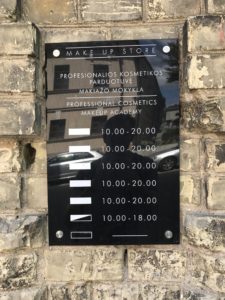 MAKE UP STORE
PROFESIONALIOS KOSMETIKOS
PARDUOTUVĖ
MAKIAŽO MOKYKLA
PROFESSIONAL COSMETICS
MAKEUP ACADEMY
10.00-20.00
10.00-20.00
10.00-20.00
10.00-20.00
10.00-20.00
10.00-18.00